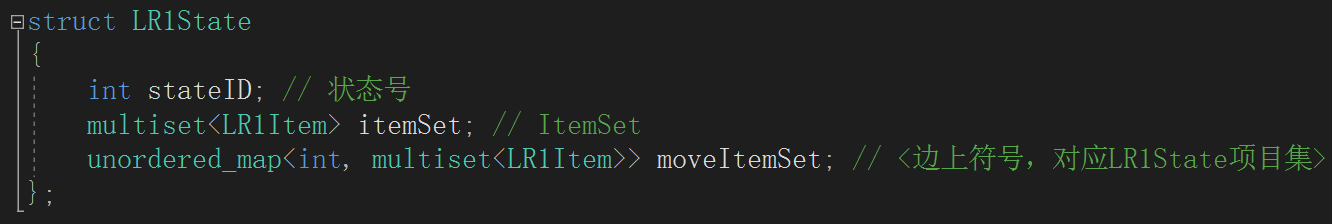 struct LR1State
{
int stateID; // 状态号
multiset<LR1Item> itemSet; // ItemSet
unordered_map<int, multiset<LR1Item>> moveItemSet; // <边上符号，对应LR1State项目集>
};